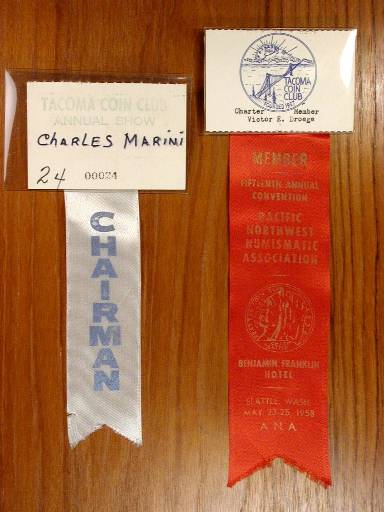 TACOMA COIN CLUB
ANNUAL SHOW
CHARLES MARINI
24 00024
CHAIRMAN
TACOMA
COIN
CLUB
Charter Member
Victor E. Droege
MEMBER
FIFTEENTH ANNUAL
CONVENTION
PACIFIC
NORTHWEST
NUMISMATIC
ASSOCIATION
BENJAMIN FRANKLIN
HOTEL
SEATTLE, WASH.
MAY 23-25, 1958
A N A